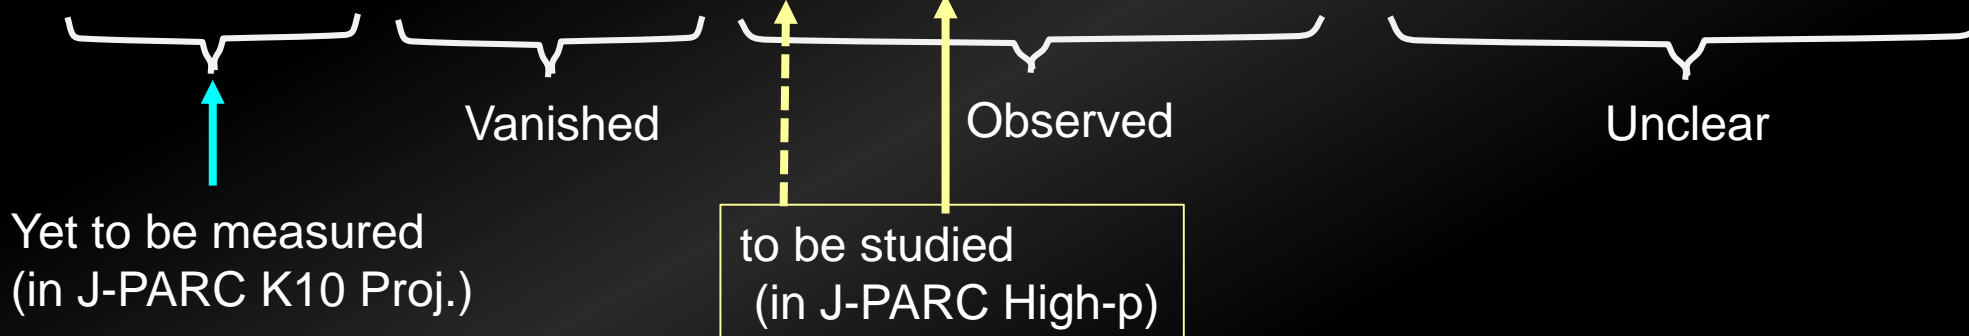 Vanished
Observed
Unclear
Yet to be measured
(in J-PARC K10 Proj.)
to be studied
(in J-PARC High-p)